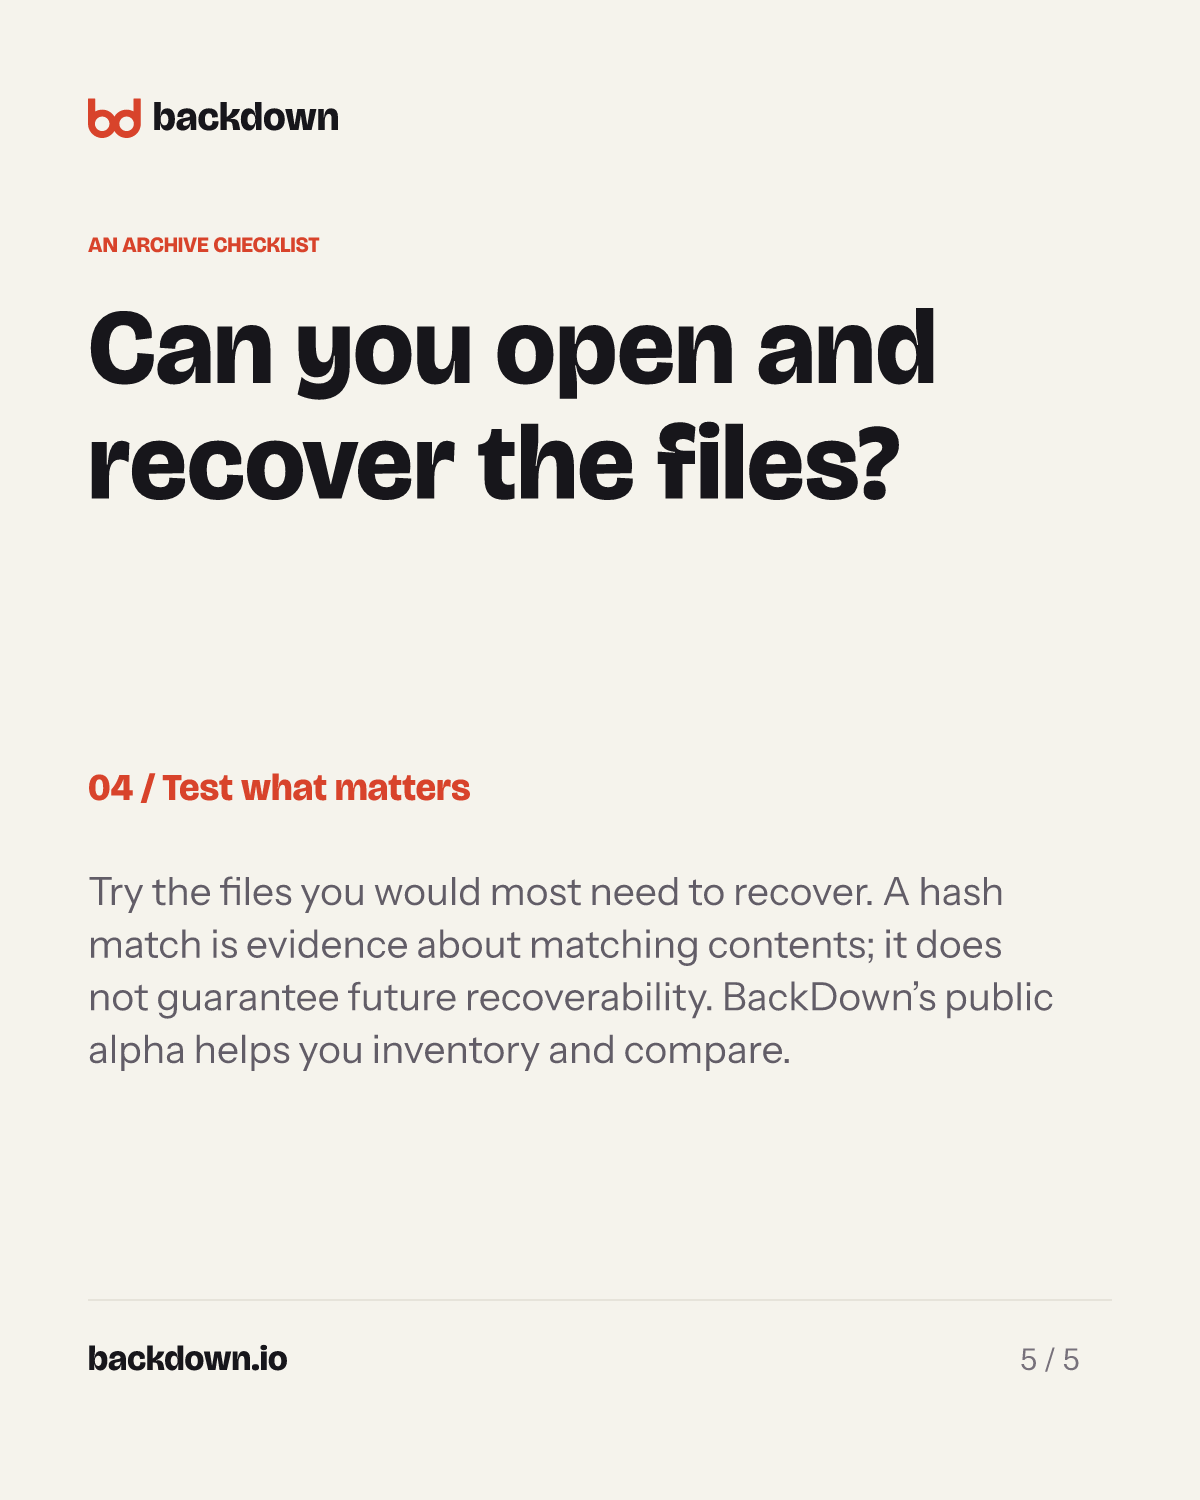 bd backdown
AN ARCHIVE CHECKLIST
Can you open and
recover the files?
04 / Test what matters
Try the files you would most need to recover. A hash
match is evidence about matching contents; it does
not guarantee future recoverability. BackDown’s public
alpha helps you inventory and compare.
backdown.io
5 / 5